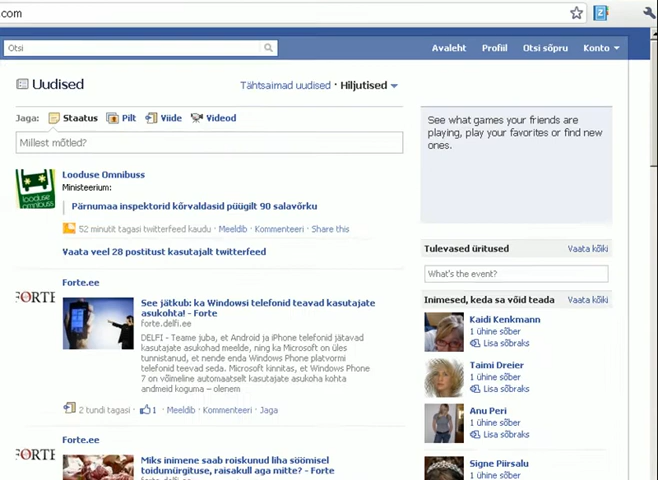 com
Otsi
Avaleht Profiil Otsi sõpru Konto
Uudised
Tähtsaimad uudised · Hiljutised
Jaga: Staatus Pilt Viide Videod
Millest mõtled?
looduse
omnibuss
Looduse Omnibuss
Ministeerium:
Pärnumaa inspektorid kõrvaldasid püügilt 90 salavõrku
52 minutit tagasi twitterfeed kaudu · Meeldib · Kommenteeri · Share this
Vaata veel 28 postitust kasutajalt twitterfeed
FORTE
Forte.ee
See jätkub: ka Windowsi telefonid teavad kasutajate
asukohta! - Forte
forte.delfi.ee
DELFI - Teame juba, et Android ja iPhone telefonid jätavad
kasutajate asukohad meelde, ning ka Microsoft on üles
tunnistanud, et nende enda Windows Phone platvormi
telefonid teevad seda. Microsoft kinnitas, et Windows Phone
7 on võimeline automaatselt kasutajate asukoha kohta
andmeid koguma – olenem
2 tundi tagasi · 1 · Meeldib · Kommenteeri · Jaga
FORTE
Forte.ee
Miks inimene saab roiskunud liha söömisel
toidumürgituse, raisakull aga mitte? - Forte
See what games your friends are
playing, play your favorites or find new
ones.
Tulevased üritused Vaata kõiki
What's the event?
Inimesed, keda sa võid teada Vaata kõiki
Kaidi Kenkmann
1 ühine sõber
Lisa sõbraks
Taimi Dreier
1 ühine sõber
Lisa sõbraks
Anu Peri
1 ühine sõber
Lisa sõbraks
Signe Piirsalu
1 ühine sõber